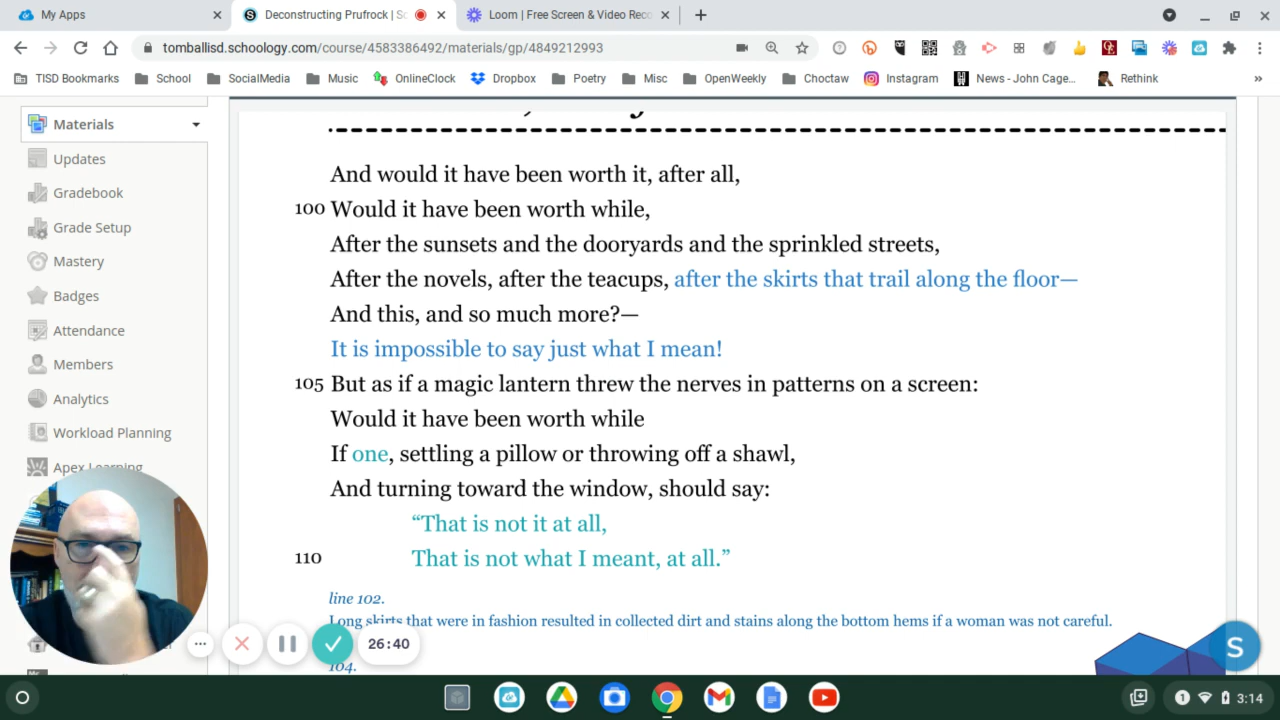 My Apps
Deconstructing Prufrock | Sc
Loom | Free Screen & Video Reco
tomballisd.schoology.com/course/4583386492/materials/gp/4849212993
TISD Bookmarks School SocialMedia Music OnlineClock Dropbox Poetry Misc OpenWeekly Choctaw Instagram News - John Cage... Rethink »
Materials
Updates
Gradebook
Grade Setup
Mastery
Badges
Attendance
Members
Analytics
Workload Planning
Apex Learning
And would it have been worth it, after all,
100 Would it have been worth while,
After the sunsets and the dooryards and the sprinkled streets,
After the novels, after the teacups, after the skirts that trail along the floor—
And this, and so much more?—
It is impossible to say just what I mean!
105 But as if a magic lantern threw the nerves in patterns on a screen:
Would it have been worth while
If one, settling a pillow or throwing off a shawl,
And turning toward the window, should say:
“That is not it at all,
110 That is not what I meant, at all.”
line 102.
Long skirts that were in fashion resulted in collected dirt and stains along the bottom hems if a woman was not careful.
104.
26:40
S
1 3:14